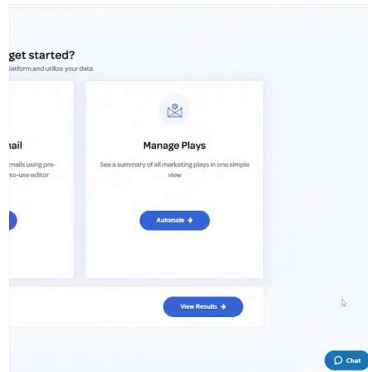 get started?
latform and utilize your data
nail
mails using pre-
to-use editor
Manage Plays
See a summary of all marketing plays in one simple
view
Automate →
View Results →
Chat